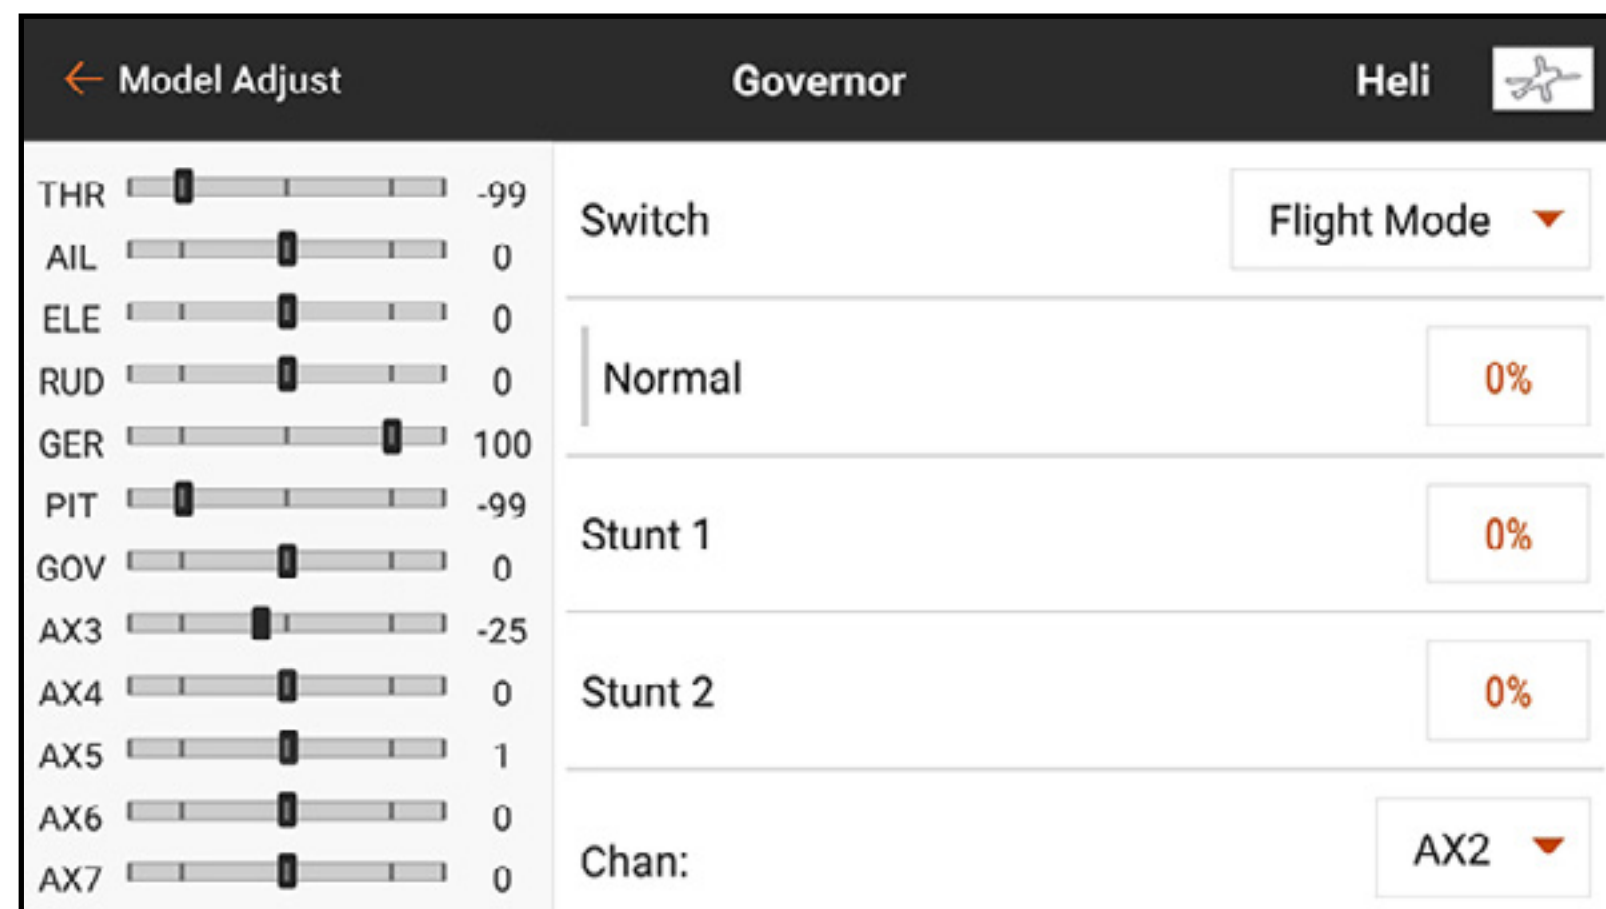 ← Model Adjust Governor Heli
THR -99
AIL 0
ELE 0
RUD 0
GER 100
PIT -99
GOV 0
AX3 -25
AX4 0
AX5 1
AX6 0
AX7 0
Switch Flight Mode
Normal 0%
Stunt 1 0%
Stunt 2 0%
Chan: AX2